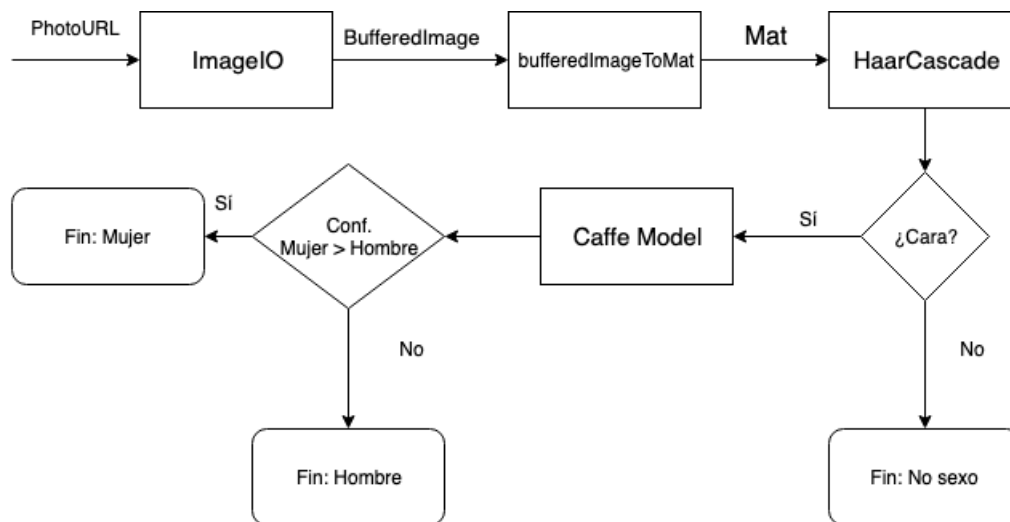 PhotoURL
ImageIO
BufferedImage
bufferedImageToMat
Mat
HaarCascade
¿Cara?
Sí
Caffe Model
Conf.
Mujer > Hombre
Sí
Fin: Mujer
No
Fin: Hombre
No
Fin: No sexo